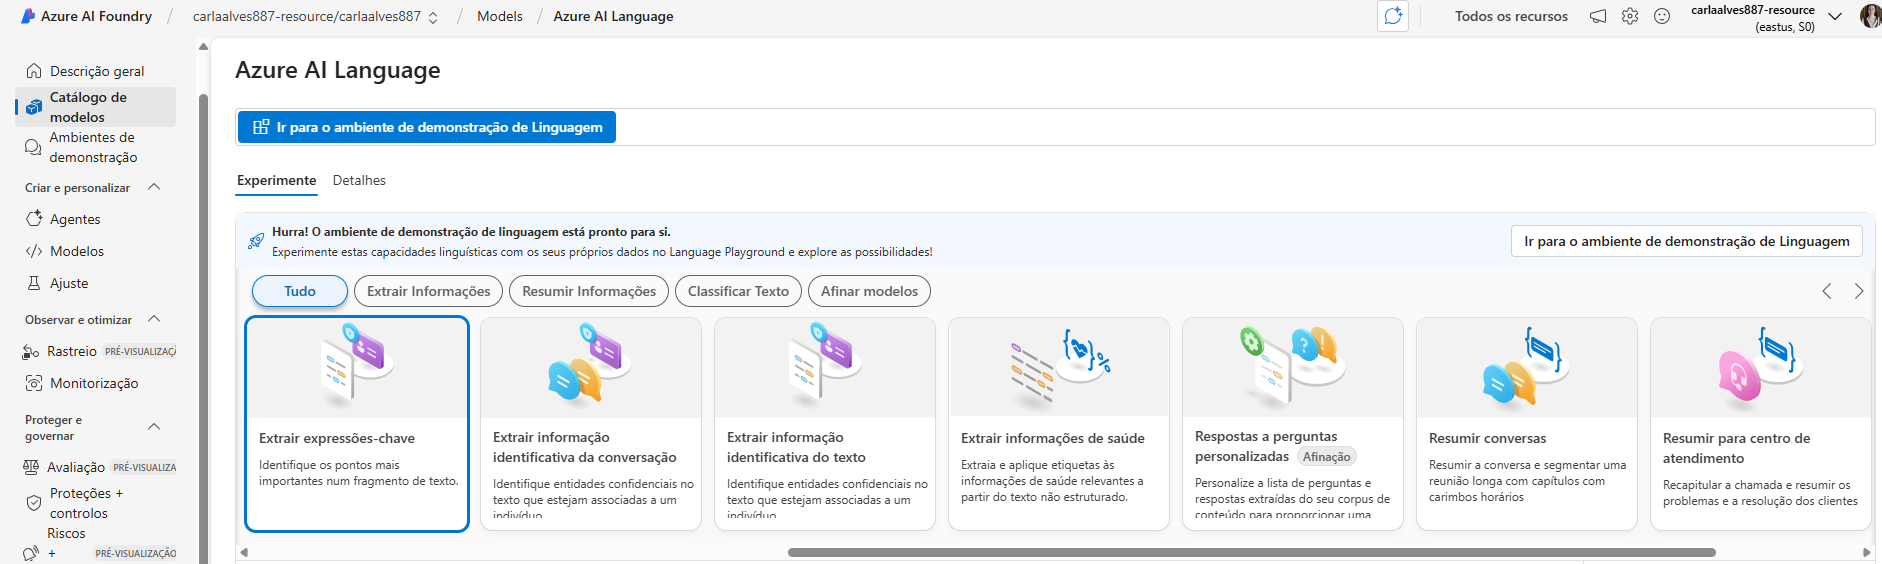 Azure AI Foundry / carlaalves887-resource/carlaalves887 / Models / Azure AI Language
Todos os recursos
carlaalves887-resource
(eastus, S0)
Descrição geral
Catálogo de
modelos
Ambientes de
demonstração
Criar e personalizar
Agentes
Modelos
Ajuste
Observar e otimizar
Rastreio PRÉ-VISUALIZAÇÃ
Monitorização
Proteger e
governar
Avaliação PRÉ-VISUALIZA
Proteções +
controlos
Riscos
+ PRÉ-VISUALIZAÇÃO
Azure AI Language
Ir para o ambiente de demonstração de Linguagem
Experimente Detalhes
Hurra! O ambiente de demonstração de linguagem está pronto para si.
Experimente estas capacidades linguísticas com os seus próprios dados no Language Playground e explore as possibilidades!
Ir para o ambiente de demonstração de Linguagem
Tudo Extrair Informações Resumir Informações Classificar Texto Afinar modelos
Extrair expressões-chave
Identifique os pontos mais
importantes num fragmento de texto.
Extrair informação
identificativa da conversação
Identifique entidades confidenciais no
texto que estejam associadas a um
indivíduo
Extrair informação
identificativa do texto
Identifique entidades confidenciais no
texto que estejam associadas a um
indivíduo
Extrair informações de saúde
Extraia e aplique etiquetas às
informações de saúde relevantes a
partir do texto não estruturado.
Respostas a perguntas
personalizadas Afinação
Personalize a lista de perguntas e
respostas extraídas do seu corpus de
conteúdo para proporcionar uma
Resumir conversas
Resumir a conversa e segmentar uma
reunião longa com capítulos com
carimbos horários
Resumir para centro de
atendimento
Recapitular a chamada e resumir os
problemas e a resolução dos clientes